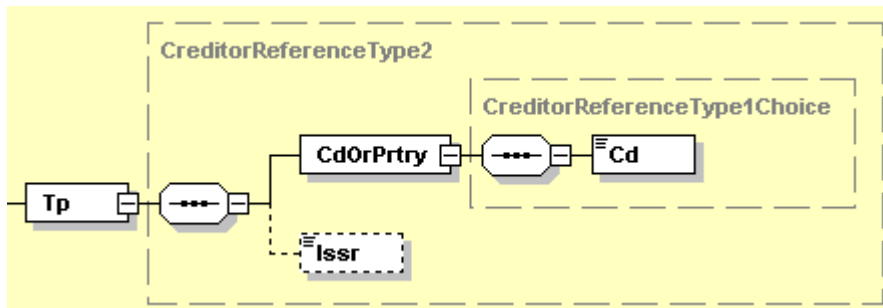 CreditorReferenceType2
CreditorReferenceType1Choice
CdOrPrtry
Cd
Tp
Issr